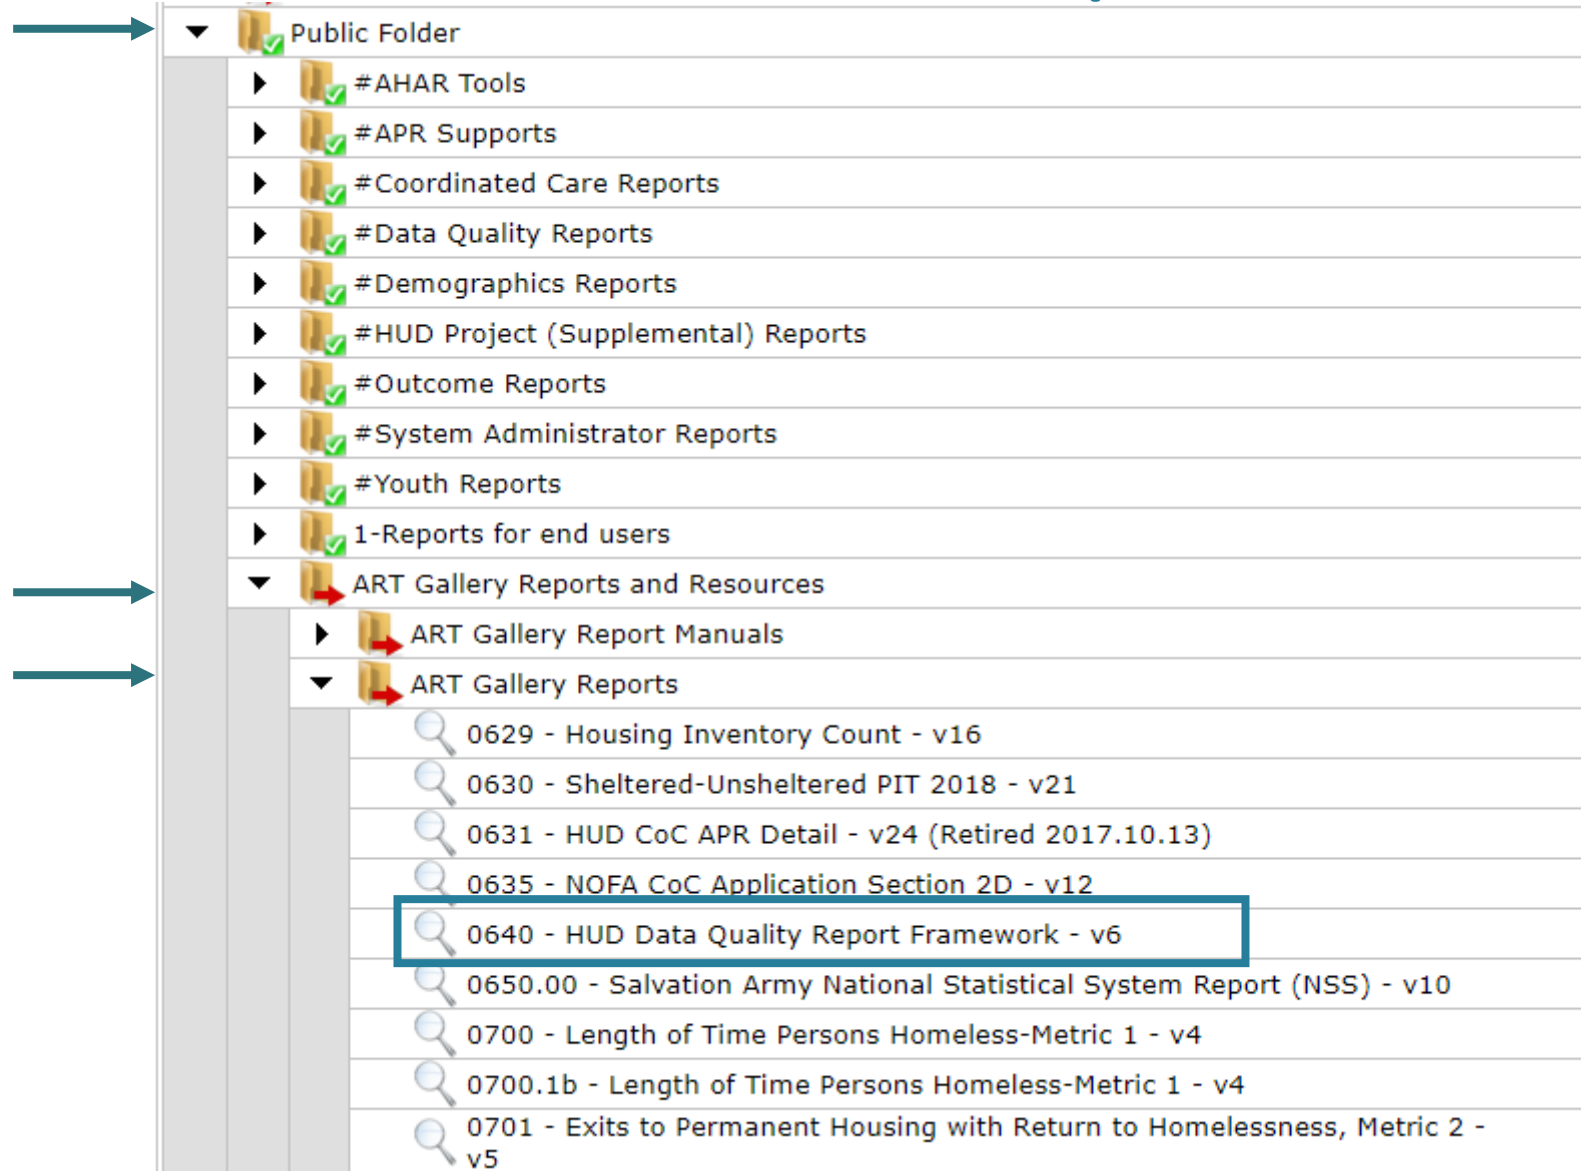 Public Folder
#AHAR Tools
#APR Supports
#Coordinated Care Reports
#Data Quality Reports
#Demographics Reports
#HUD Project (Supplemental) Reports
#Outcome Reports
#System Administrator Reports
#Youth Reports
1-Reports for end users
ART Gallery Reports and Resources
ART Gallery Report Manuals
ART Gallery Reports
0629 - Housing Inventory Count - v16
0630 - Sheltered-Unsheltered PIT 2018 - v21
0631 - HUD CoC APR Detail - v24 (Retired 2017.10.13)
0635 - NOFA CoC Application Section 2D - v12
0640 - HUD Data Quality Report Framework - v6
0650.00 - Salvation Army National Statistical System Report (NSS) - v10
0700 - Length of Time Persons Homeless-Metric 1 - v4
0700.1b - Length of Time Persons Homeless-Metric 1 - v4
0701 - Exits to Permanent Housing with Return to Homelessness, Metric 2 -
v5